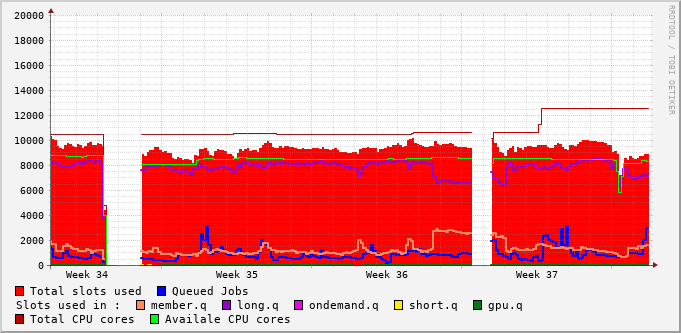 20000
18000
16000
14000
12000
10000
8000
6000
4000
2000
0
Week 34 Week 35 Week 36 Week 37
Total slots used Queued Jobs
Slots used in : member.q long.q ondemand.q short.q gpu.q
Total CPU cores Availale CPU cores
RRDTOOL / TOBI OETIKER